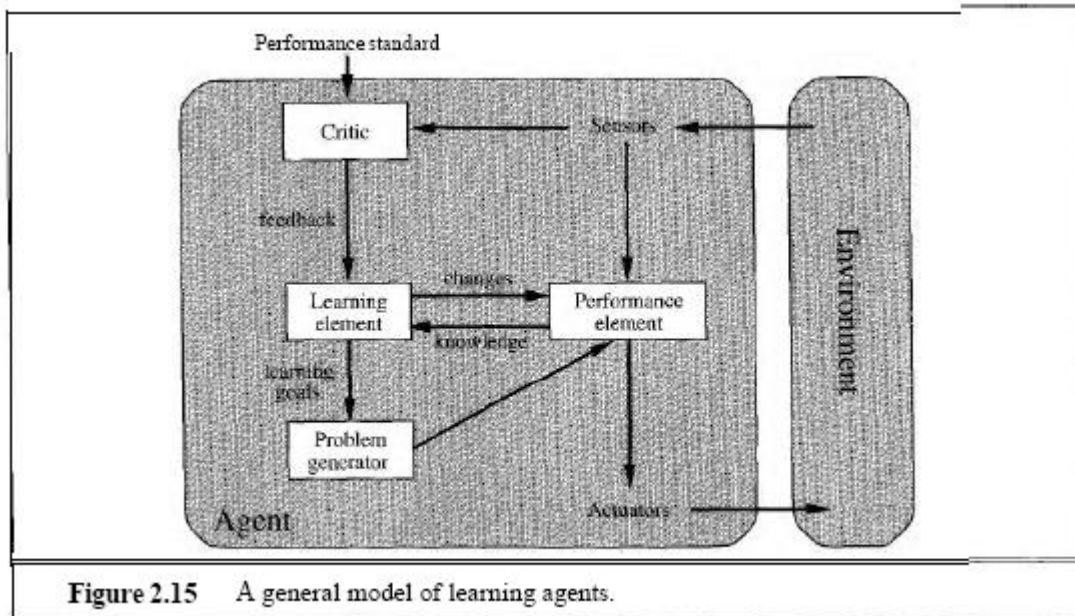 Performance standard
Critic
Sensors
feedback
Learning
element
changes
knowledge
Performance
element
learning
goals
Problem
generator
Agent
Actuators
Environment
Figure 2.15 A general model of learning agents.